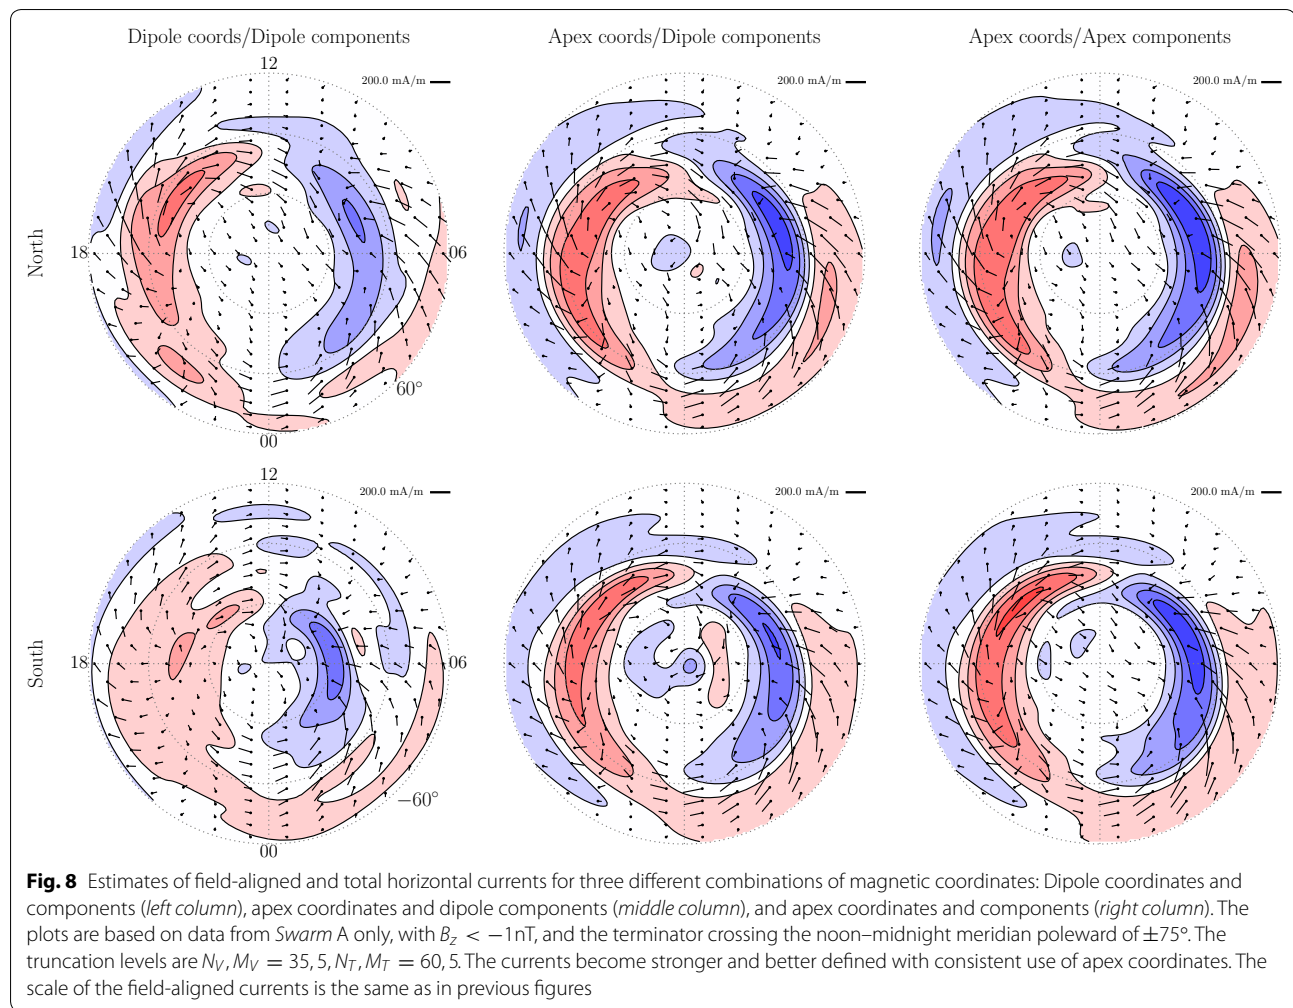 Dipole coords/Dipole components
Apex coords/Dipole components
Apex coords/Apex components
12
200.0 mA/m
200.0 mA/m
200.0 mA/m
North
18
06
60°
00
12
200.0 mA/m
200.0 mA/m
200.0 mA/m
South
18
06
−60°
00
Fig. 8 Estimates of field-aligned and total horizontal currents for three different combinations of magnetic coordinates: Dipole coordinates and
components (left column), apex coordinates and dipole components (middle column), and apex coordinates and components (right column). The
plots are based on data from Swarm A only, with B_z < −1nT, and the terminator crossing the noon–midnight meridian poleward of ±75°. The
truncation levels are N_V, M_V = 35, 5, N_T, M_T = 60, 5. The currents become stronger and better defined with consistent use of apex coordinates. The
scale of the field-aligned currents is the same as in previous figures